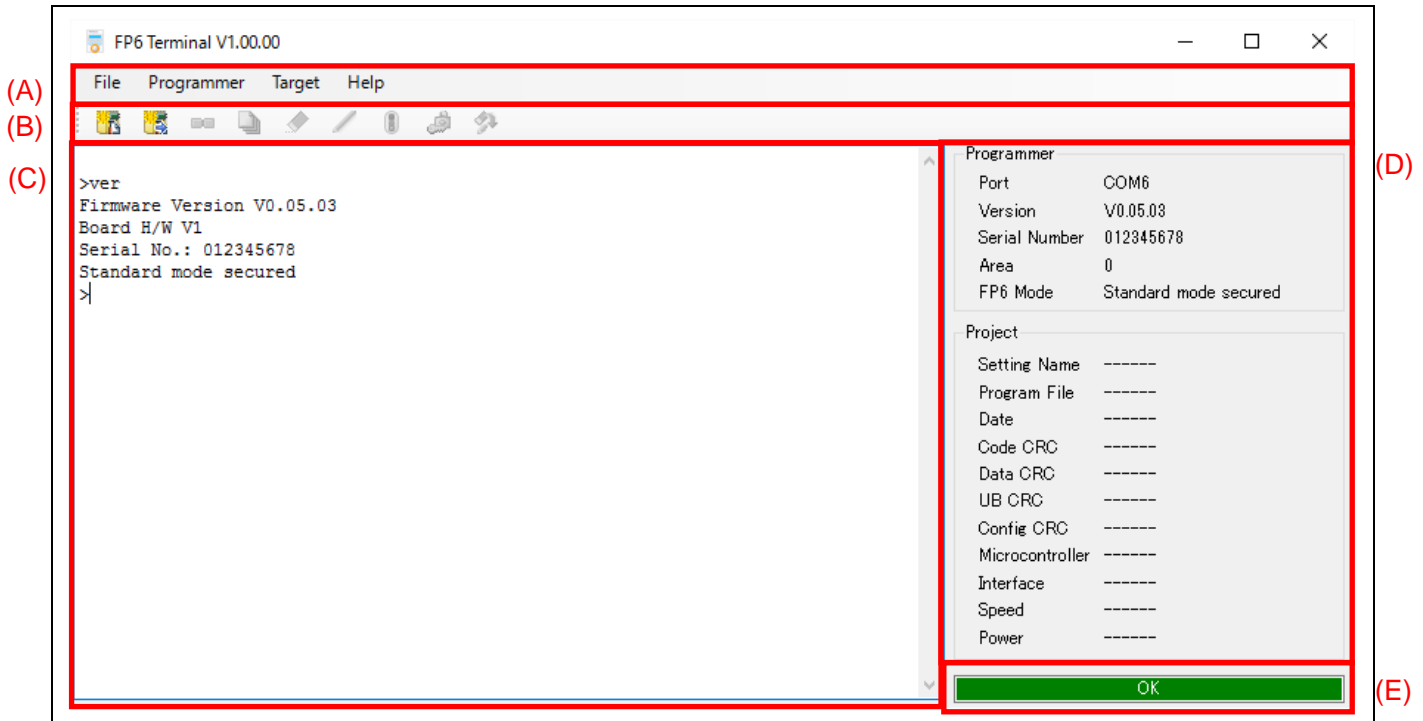 FP6 Terminal V1.00.00
(A)
File Programmer Target Help
(B)
(C)
>ver
Firmware Version V0.05.03
Board H/W V1
Serial No.: 012345678
Standard mode secured
>
(D)
Programmer
Port COM6
Version V0.05.03
Serial Number 012345678
Area 0
FP6 Mode Standard mode secured
Project
Setting Name ------
Program File ------
Date ------
Code CRC ------
Data CRC ------
UB CRC ------
Config CRC ------
Microcontroller ------
Interface ------
Speed ------
Power ------
OK
(E)